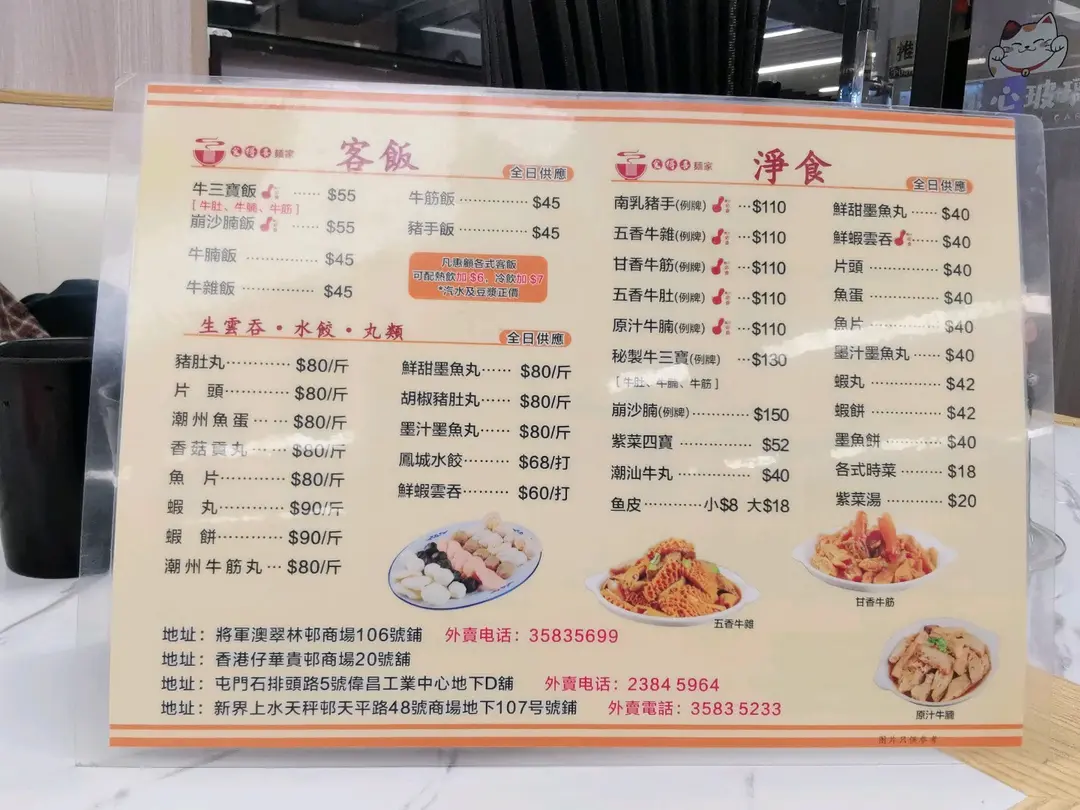 推
心玻璃
麵家
客飯
全日供應
牛三寶飯 …… $55
[ 牛肚、牛腩、牛筋 ]
崩沙腩飯 …… $55
牛腩飯 …… $45
牛雜飯 …… $45
牛筋飯 …… $45
豬手飯 …… $45
凡惠顧各式客飯
可配熱飲加 $6、冷飲加 $7
*汽水及豆漿正價
生雲吞·水餃·丸類
全日供應
豬肚丸 …… $80/斤
片 頭 …… $80/斤
潮州魚蛋 …… $80/斤
香菇貢丸 …… $80/斤
魚 片 …… $80/斤
蝦 丸 …… $90/斤
蝦 餅 …… $90/斤
潮州牛筋丸 … $80/斤
鮮甜墨魚丸 …… $80/斤
胡椒豬肚丸 …… $80/斤
墨汁墨魚丸 …… $80/斤
鳳城水餃 …… $68/打
鮮蝦雲吞 …… $60/打
麵家
淨食
全日供應
南乳豬手(例牌) … $110
五香牛雜(例牌) … $110
甘香牛筋(例牌) … $110
五香牛肚(例牌) … $110
原汁牛腩(例牌) … $110
秘製牛三寶(例牌) … $130
[ 牛肚、牛腩、牛筋 ]
崩沙腩(例牌) …… $150
紫菜四寶 …… $52
潮汕牛丸 …… $40
鱼皮 …… 小$8 大$18
鮮甜墨魚丸 …… $40
鮮蝦雲吞 …… $40
片頭 …… $40
魚蛋 …… $40
魚片 …… $40
墨汁墨魚丸 …… $40
蝦丸 …… $42
蝦餅 …… $42
墨魚餅 …… $40
各式時菜 …… $18
紫菜湯 …… $20
五香牛雜
甘香牛筋
原汁牛腩
地址：將軍澳翠林邨商場106號鋪 外賣电话：35835699
地址：香港仔華貴邨商場20號舖
地址：屯門石排頭路5號偉昌工業中心地下D舖 外賣电话：2384 5964
地址：新界上水天秤邨天平路48號商場地下107号號鋪 外賣電話：3583 5233
图片只供參考